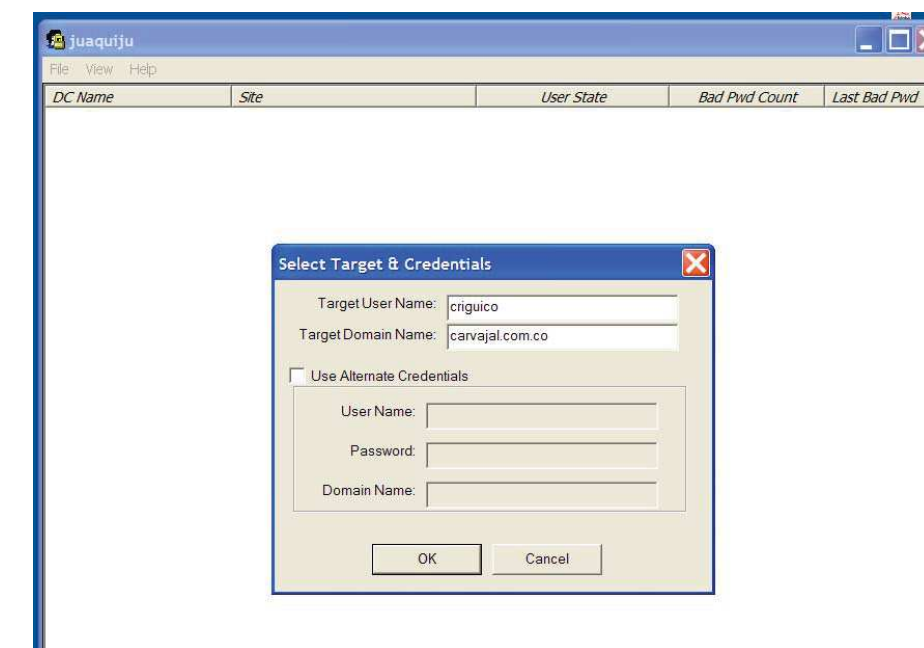 juaquiju
File View Help
DC Name Site User State Bad Pwd Count Last Bad Pwd
Select Target & Credentials
Target User Name: criguico
Target Domain Name: carvajal.com.co
Use Alternate Credentials
User Name:
Password:
Domain Name:
OK Cancel